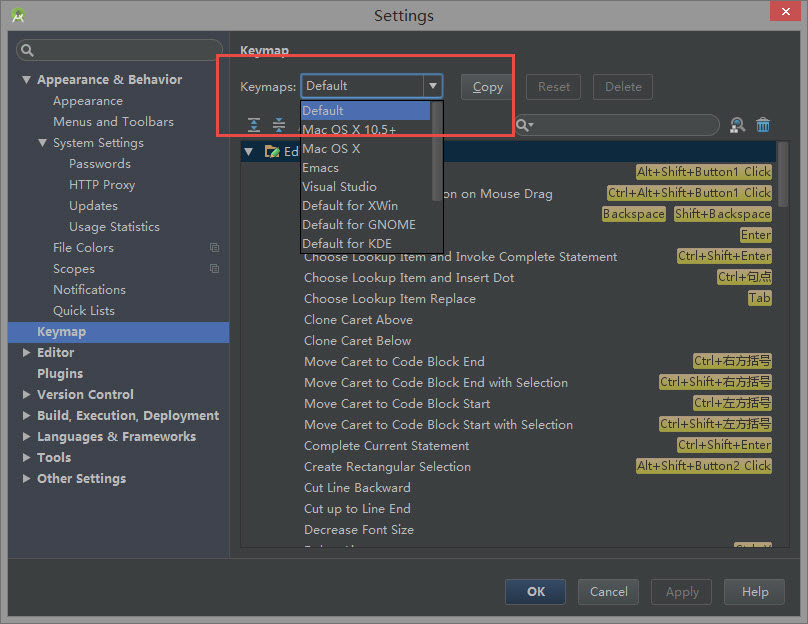 Settings
Appearance & Behavior
Appearance
Menus and Toolbars
System Settings
Passwords
HTTP Proxy
Updates
Usage Statistics
File Colors
Scopes
Notifications
Quick Lists
Keymap
Editor
Plugins
Version Control
Build, Execution, Deployment
Languages & Frameworks
Tools
Other Settings
Keymap
Keymaps: Default Copy Reset Delete
Default
Mac OS X 10.5+
Mac OS X
Emacs
Visual Studio
Default for XWin
Default for GNOME
Default for KDE
Alt+Shift+Button1 Click
on on Mouse Drag Ctrl+Alt+Shift+Button1 Click
Backspace Shift+Backspace
Enter
Choose Lookup Item and Invoke Complete Statement Ctrl+Shift+Enter
Choose Lookup Item and Insert Dot Ctrl+句点
Choose Lookup Item Replace Tab
Clone Caret Above
Clone Caret Below
Move Caret to Code Block End Ctrl+右方括号
Move Caret to Code Block End with Selection Ctrl+Shift+右方括号
Move Caret to Code Block Start Ctrl+左方括号
Move Caret to Code Block Start with Selection Ctrl+Shift+左方括号
Complete Current Statement Ctrl+Shift+Enter
Create Rectangular Selection Alt+Shift+Button2 Click
Cut Line Backward
Cut up to Line End
Decrease Font Size
OK Cancel Apply Help